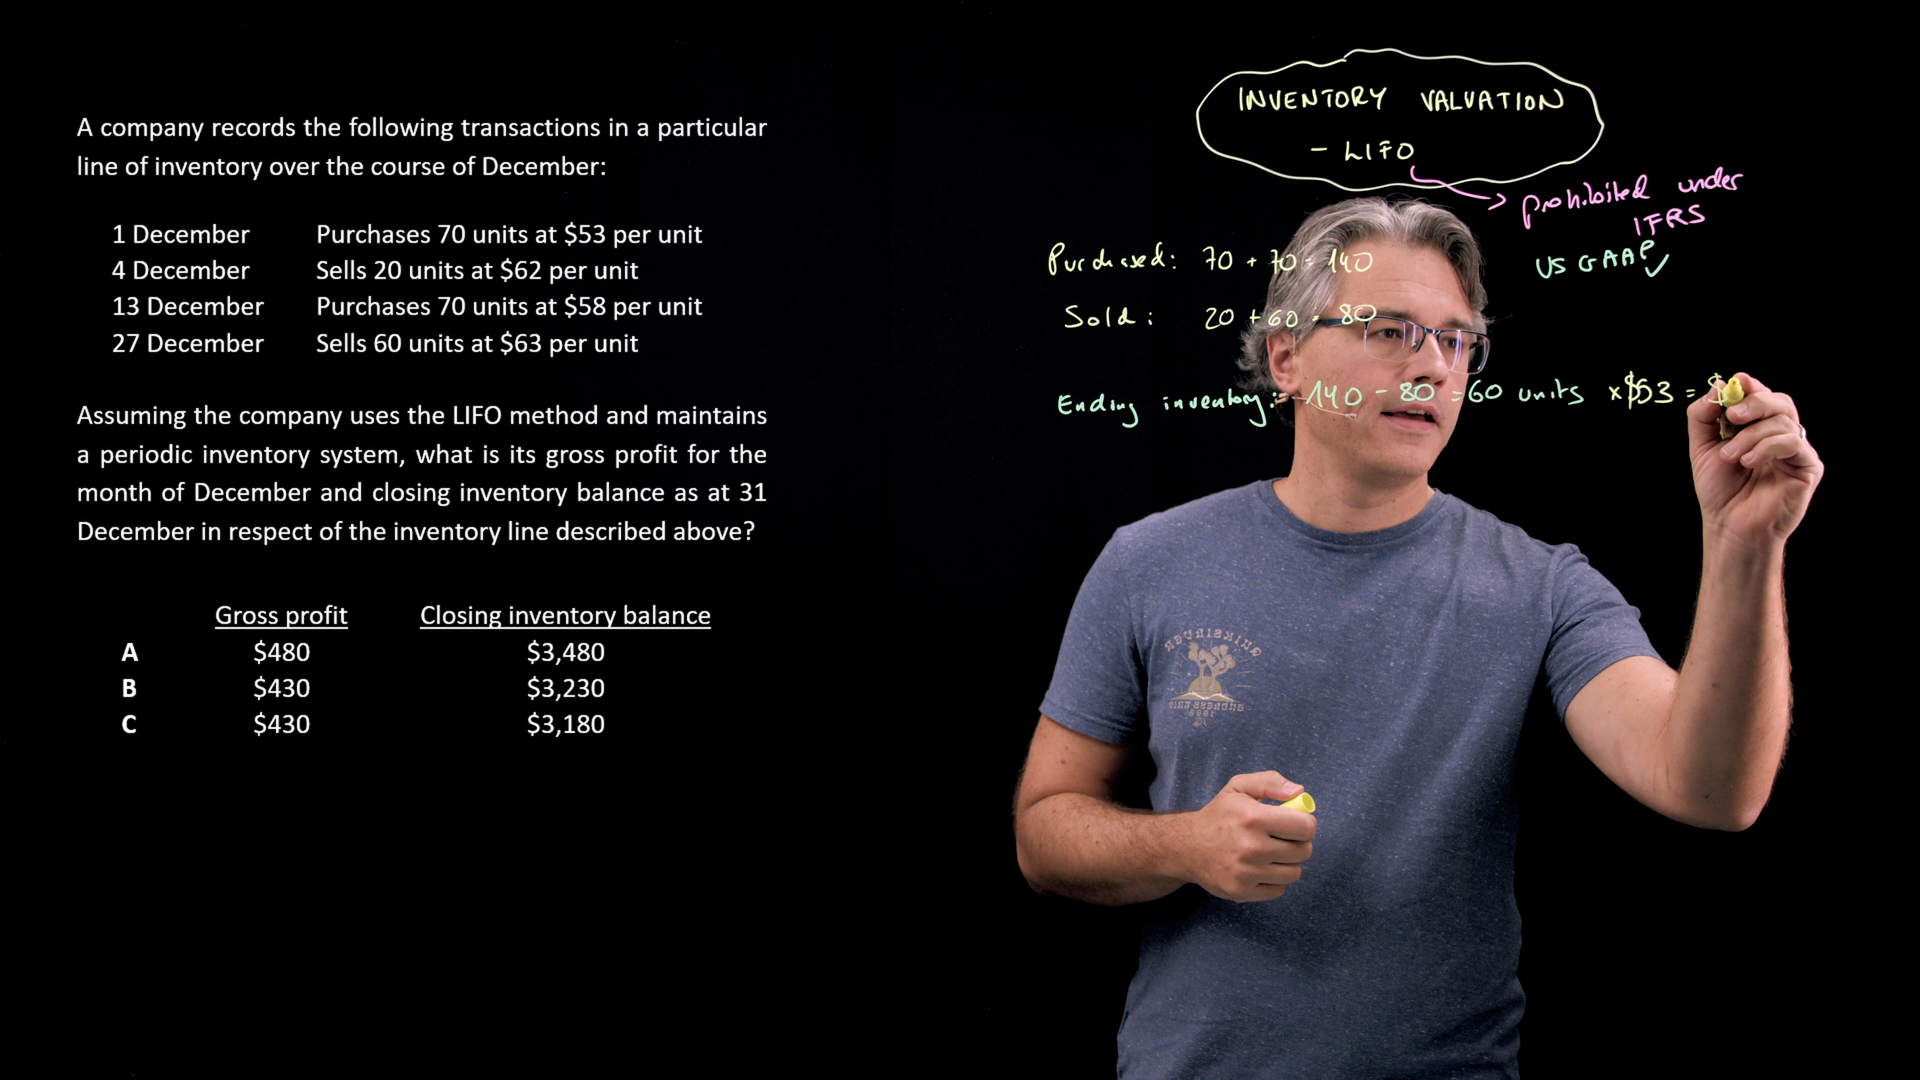 A company records the following transactions in a particular
line of inventory over the course of December:
1 December Purchases 70 units at $53 per unit
4 December Sells 20 units at $62 per unit
13 December Purchases 70 units at $58 per unit
27 December Sells 60 units at $63 per unit
Assuming the company uses the LIFO method and maintains
a periodic inventory system, what is its gross profit for the
month of December and closing inventory balance as at 31
December in respect of the inventory line described above?
Gross profit Closing inventory balance
A $480 $3,480
B $430 $3,230
C $430 $3,180
INVENTORY VALUATION
- LIFO
prohibited under
IFRS
US GAAP ✓
Purchased: 70 + 70 = 140
Sold: 20 + 60 = 80
Ending inventory: 140 - 80 = 60 units x $53 = $
QUIKSILVER